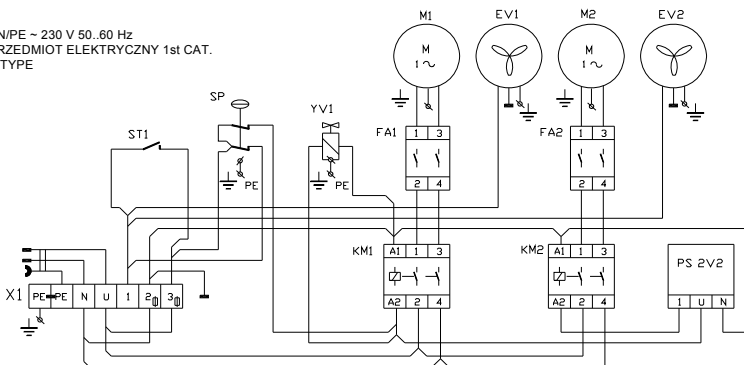 N/PE ~ 230 V 50..60 Hz
RZEDMIOT ELEKTRYCZNY 1st CAT.
TYPE
M1 EV1 M2 EV2
M M
1 ~ 1 ~
SP
YV1
ST1
FA1 1 3 FA2 1 3
2 4 2 4
PE PE
KM1 A1 1 3 KM2 A1 1 3
PS 2V2
A2 2 4 A2 2 4 1 U N
X1 PE PE N U 1 2 3